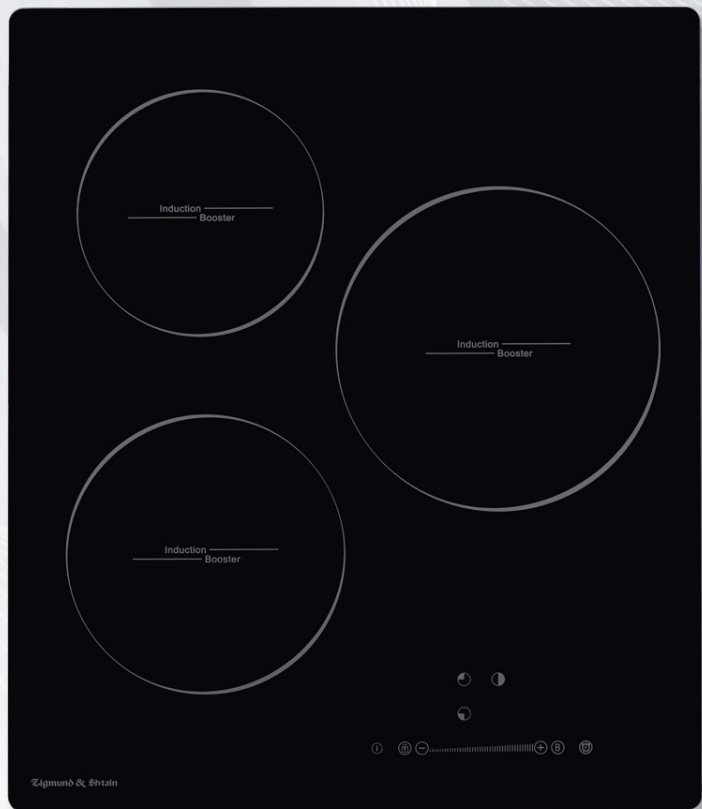 Induction
Booster
Induction
Booster
Induction
Booster
B
Zigmund & Shtain